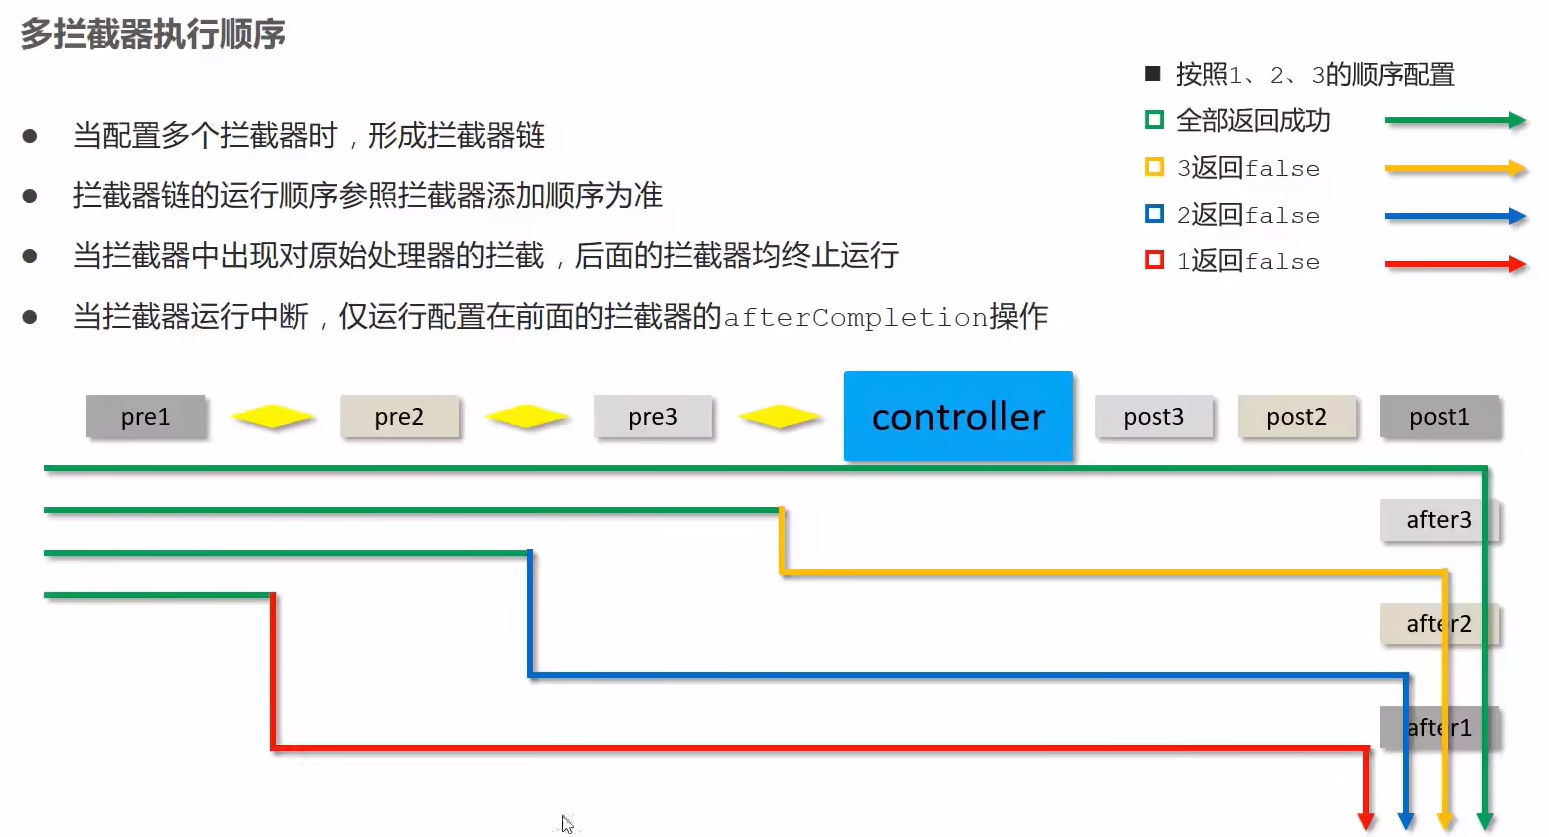 多拦截器执行顺序
当配置多个拦截器时，形成拦截器链
拦截器链的运行顺序参照拦截器添加顺序为准
当拦截器中出现对原始处理器的拦截，后面的拦截器均终止运行
当拦截器运行中断，仅运行配置在前面的拦截器的afterCompletion操作
按照1、2、3的顺序配置
全部返回成功
3返回false
2返回false
1返回false
pre1 pre2 pre3 controller post3 post2 post1
after3
after2
after1